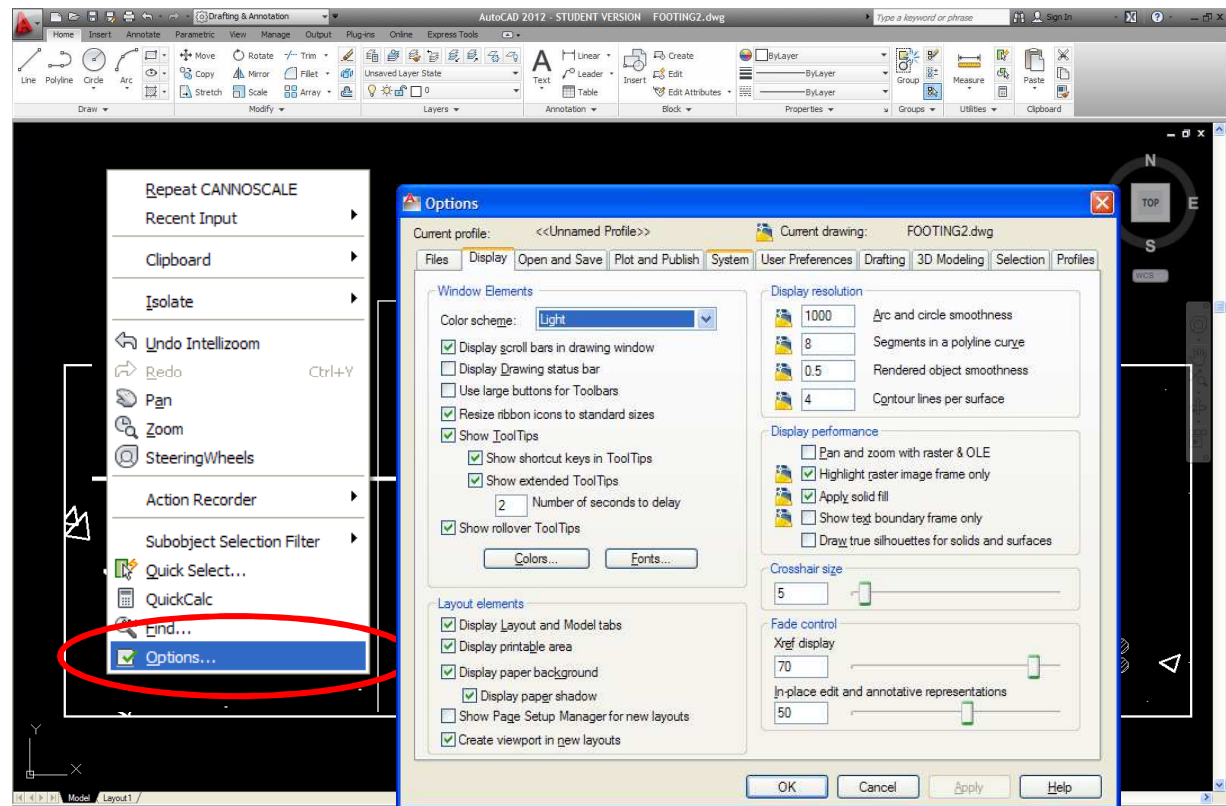 Drafting & Annotation
AutoCAD 2012 - STUDENT VERSION FOOTING2.dwg
Type a keyword or phrase
Sign In
Home Insert Annotate Parametric View Manage Output Plug-ins Online Express Tools
Line Polyline Circle Arc
Move Rotate Trim
Copy Mirror Fillet
Stretch Scale Array
Unsaved Layer State
0
Text
Linear
Leader
Table
Insert
Create
Edit
Edit Attributes
ByLayer
ByLayer
ByLayer
Group
Measure
Paste
Draw Modify Layers Annotation Block Properties Groups Utilities Clipboard
N
TOP
E
S
WCS
Repeat CANNOSCALE
Recent Input
Clipboard
Isolate
Undo Intellizoom
Redo Ctrl+Y
Pan
Zoom
SteeringWheels
Action Recorder
Subobject Selection Filter
Quick Select...
QuickCalc
Find...
Options...
Options
Current profile: <<Unnamed Profile>> Current drawing: FOOTING2.dwg
Files Display Open and Save Plot and Publish System User Preferences Drafting 3D Modeling Selection Profiles
Window Elements
Color scheme: Light
Display scroll bars in drawing window
Display Drawing status bar
Use large buttons for Toolbars
Resize ribbon icons to standard sizes
Show ToolTips
Show shortcut keys in ToolTips
Show extended ToolTips
2 Number of seconds to delay
Show rollover ToolTips
Colors... Fonts...
Layout elements
Display Layout and Model tabs
Display printable area
Display paper background
Display paper shadow
Show Page Setup Manager for new layouts
Create viewport in new layouts
Display resolution
1000 Arc and circle smoothness
8 Segments in a polyline curve
0.5 Rendered object smoothness
4 Contour lines per surface
Display performance
Pan and zoom with raster & OLE
Highlight raster image frame only
Apply solid fill
Show text boundary frame only
Draw true silhouettes for solids and surfaces
Crosshair size
5
Fade control
Xref display
70
In-place edit and annotative representations
50
OK Cancel Apply Help
Y
X
Model Layout1